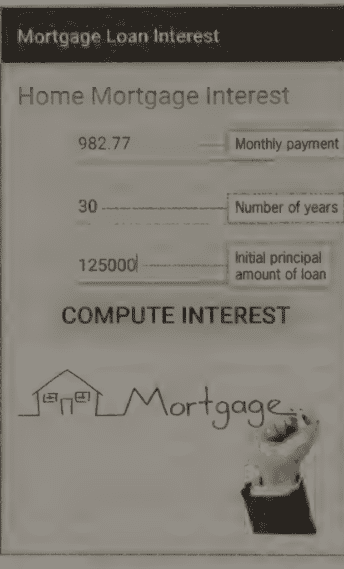 Mortgage Loan Interest
Home Mortgage Interest
982.77 Monthly payment
30 Number of years
125000 Initial principal
amount of loan
COMPUTE INTEREST
Mortgage